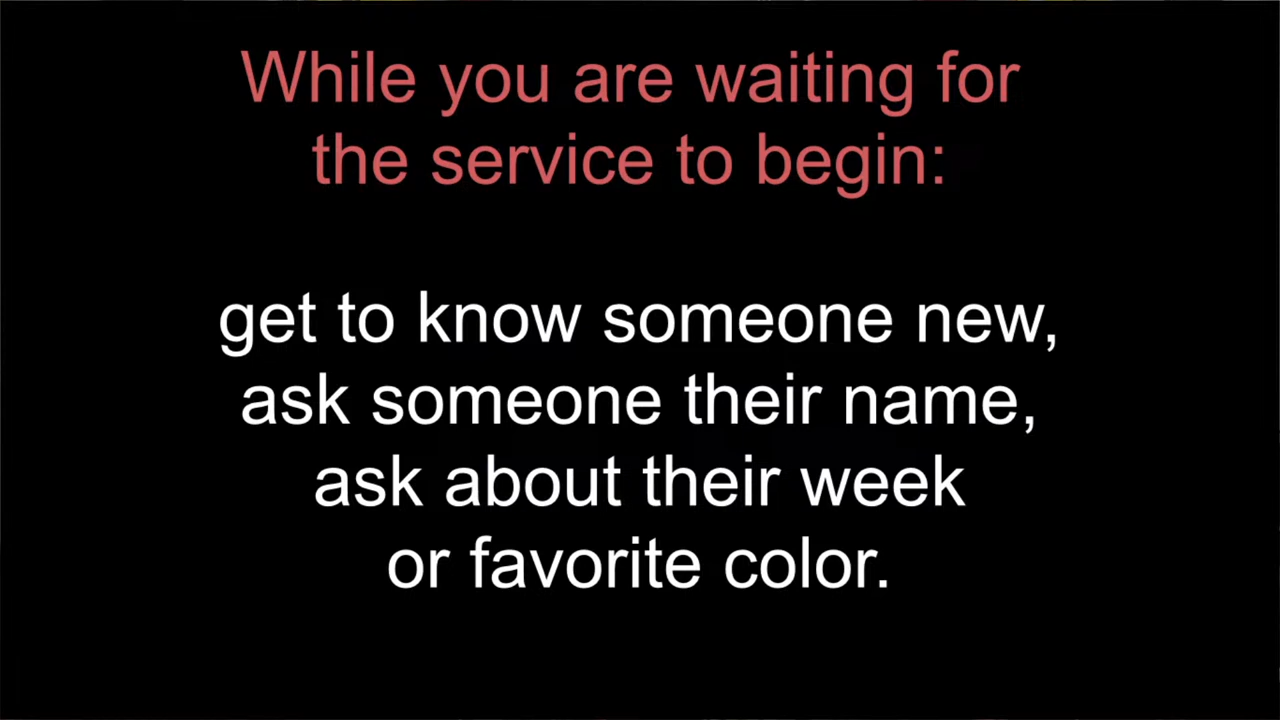 While you are waiting for
the service to begin:
get to know someone new,
ask someone their name,
ask about their week
or favorite color.